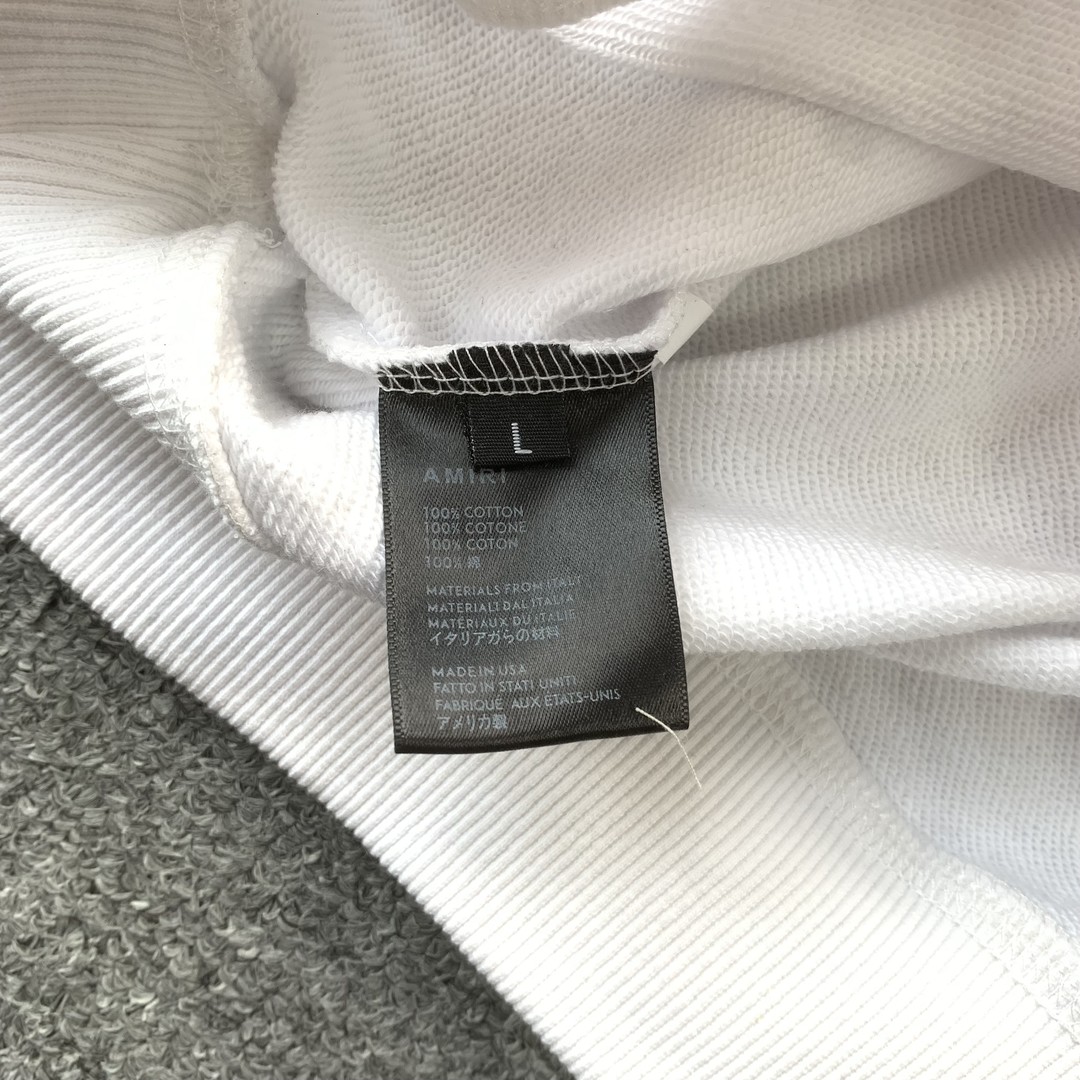 L
AMIRI
100% COTTON
100% COTONE
100% COTON
100% 綿
MATERIALS FROM ITALY
MATERIALI DAL ITALIA
MATERIAUX DU ITALIE
イタリアガらの材料
MADE IN USA
FATTO IN STATI UNITI
FABRIQUE AUX ETATS-UNIS
アメリカ製